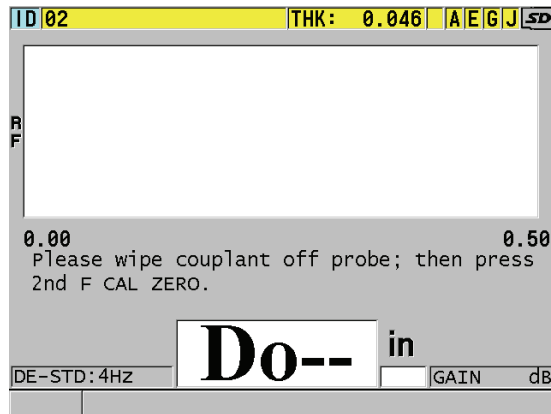 ID 02 THK: 0.046 A E G J SD
RF
0.00 0.50
Please wipe couplant off probe; then press
2nd F CAL ZERO.
Do-- in
DE-STD:4Hz GAIN dB